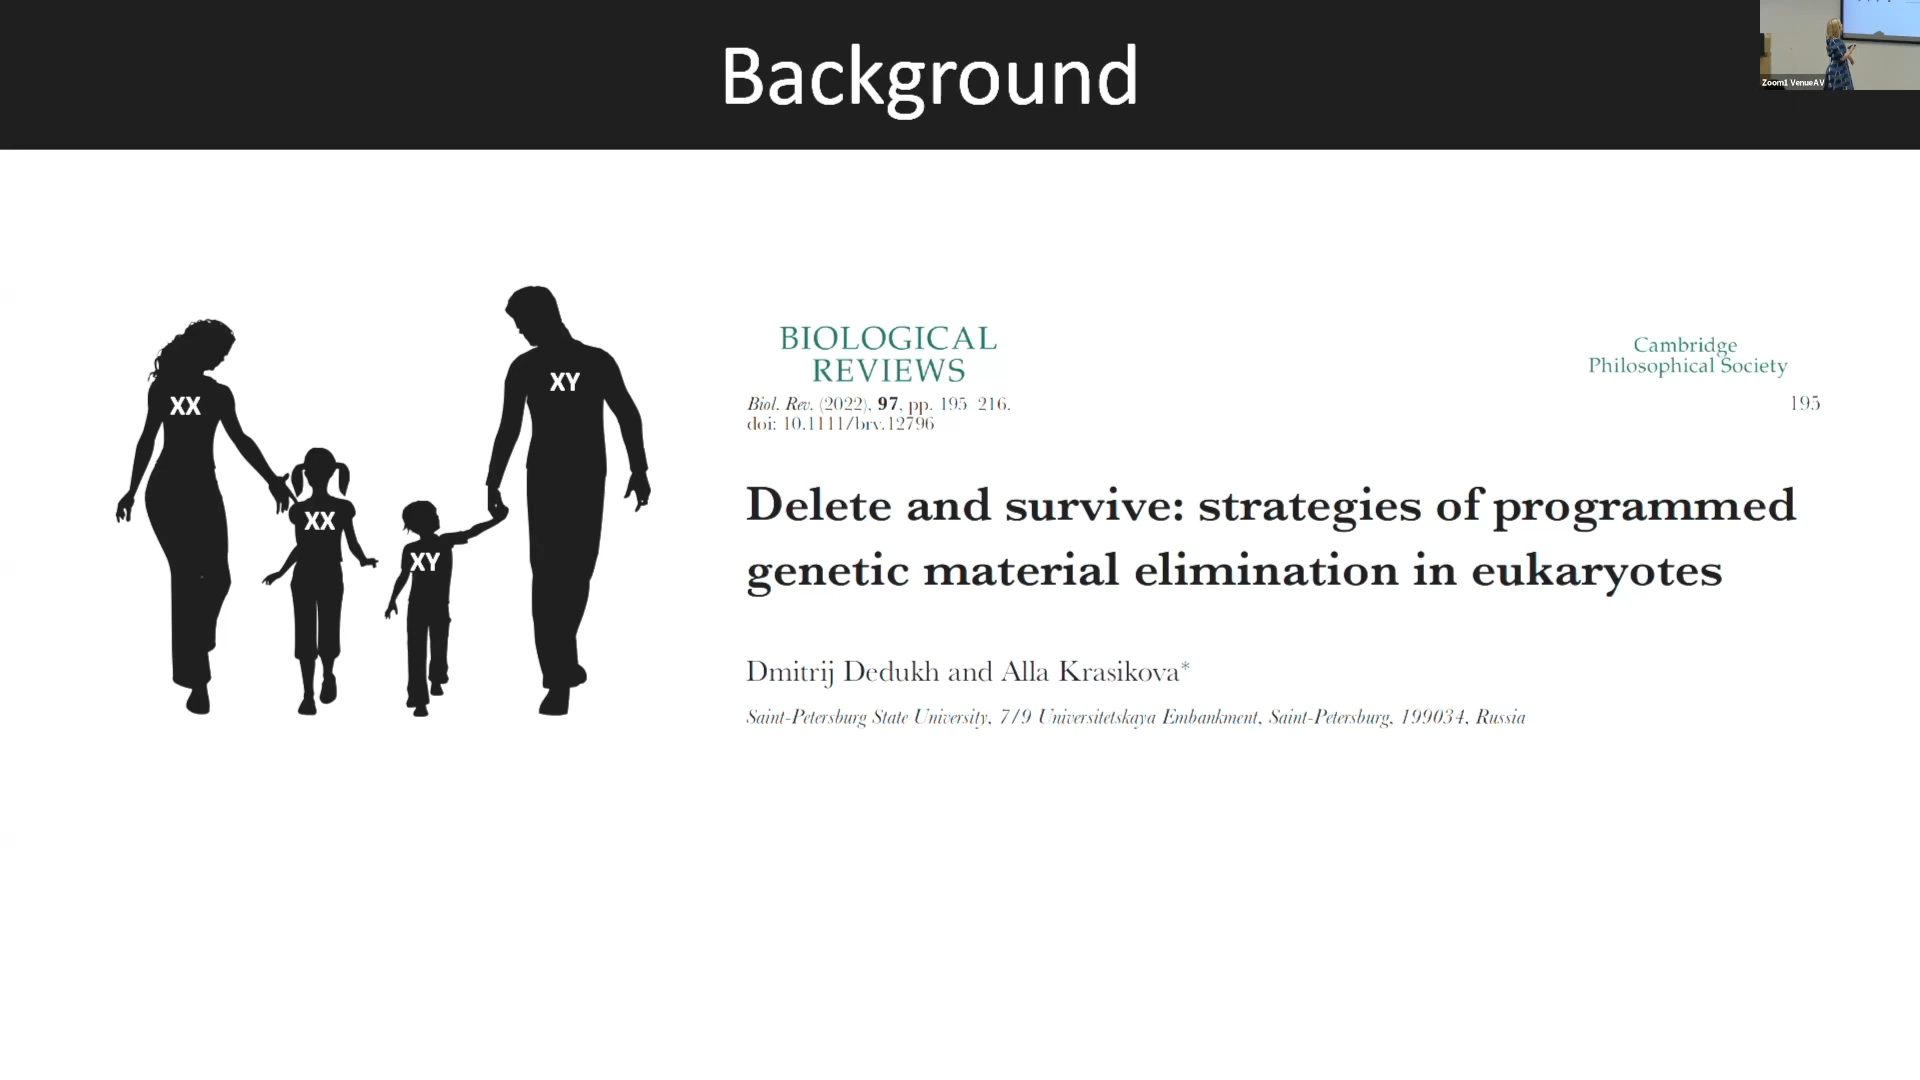 Background
Zoom1 VenueAV
XX
XY
XX
XY
BIOLOGICAL
REVIEWS
Cambridge
Philosophical Society
Biol. Rev. (2022), 97, pp. 195 216.
195
doi: 10.1111/brv.12796
Delete and survive: strategies of programmed
genetic material elimination in eukaryotes
Dmitrij Dedukh and Alla Krasikova*
Saint-Petersburg State University, 7/9 Universitetskaya Embankment, Saint-Petersburg, 199034, Russia